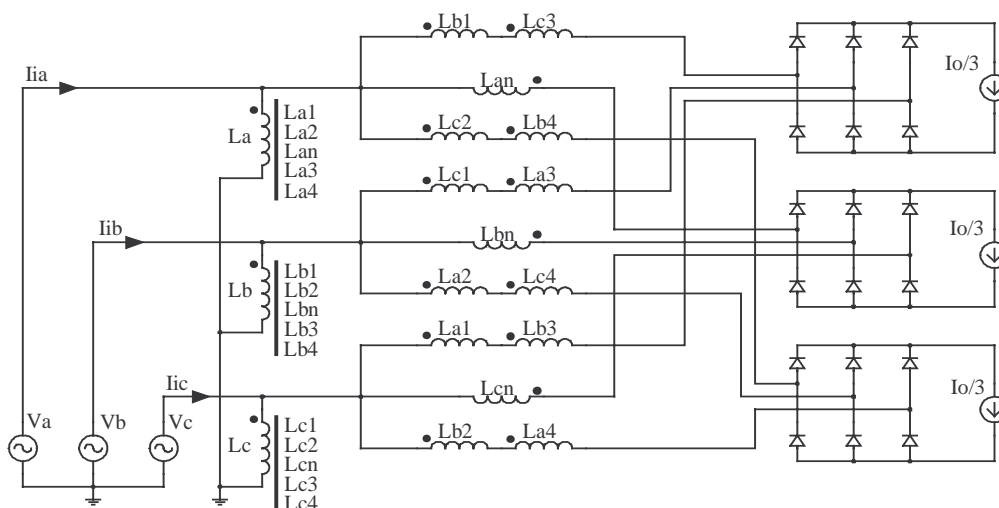 Lb1 Lc3
Io/3
Iia
Lan
La
La1
La2
Lan
La3
La4
Lc2 Lb4
Lc1 La3
Iib
Lbn
Io/3
Lb
Lb1
Lb2
Lbn
Lb3
Lb4
La2 Lc4
La1 Lb3
Iic
Lcn
Io/3
Va Vb Vc
Lc
Lc1
Lc2
Lcn
Lc3
Lc4
Lb2 La4